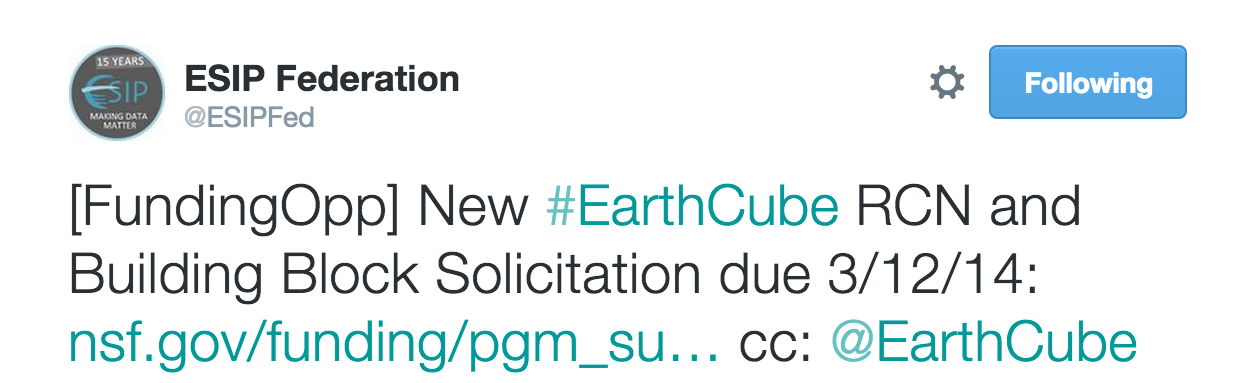 15 YEARS
ESIP
MAKING DATA
MATTER
ESIP Federation
@ESIPFed
Following
[FundingOpp] New #EarthCube RCN and
Building Block Solicitation due 3/12/14:
nsf.gov/funding/pgm_su… cc: @EarthCube